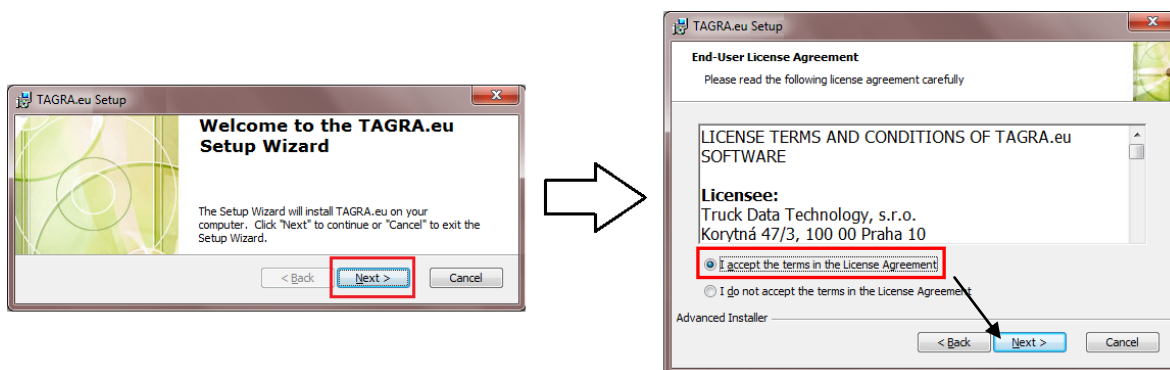 TAGRA.eu Setup
Welcome to the TAGRA.eu
Setup Wizard
The Setup Wizard will install TAGRA.eu on your
computer. Click "Next" to continue or "Cancel" to exit the
Setup Wizard.
< Back Next > Cancel
TAGRA.eu Setup
End-User License Agreement
Please read the following license agreement carefully
LICENSE TERMS AND CONDITIONS OF TAGRA.eu
SOFTWARE
Licensee:
Truck Data Technology, s.r.o.
Korytná 47/3, 100 00 Praha 10
I accept the terms in the License Agreement
I do not accept the terms in the License Agreement
Advanced Installer
< Back Next > Cancel